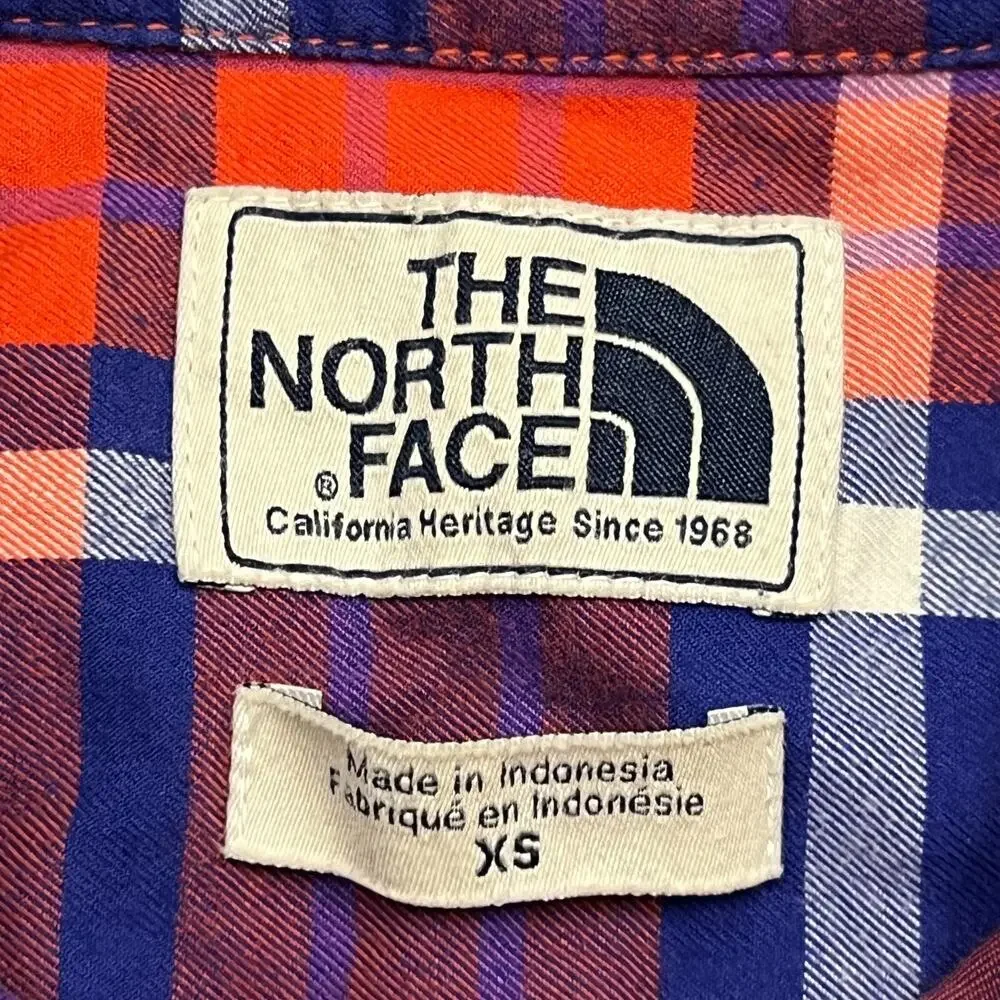 THE
NORTH
FACE
®
California Heritage Since 1968
Made in Indonesia
Fabriqué en Indonésie
XS